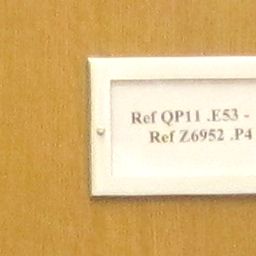 Ref QP11 .E53 -
Ref Z6952 .P4